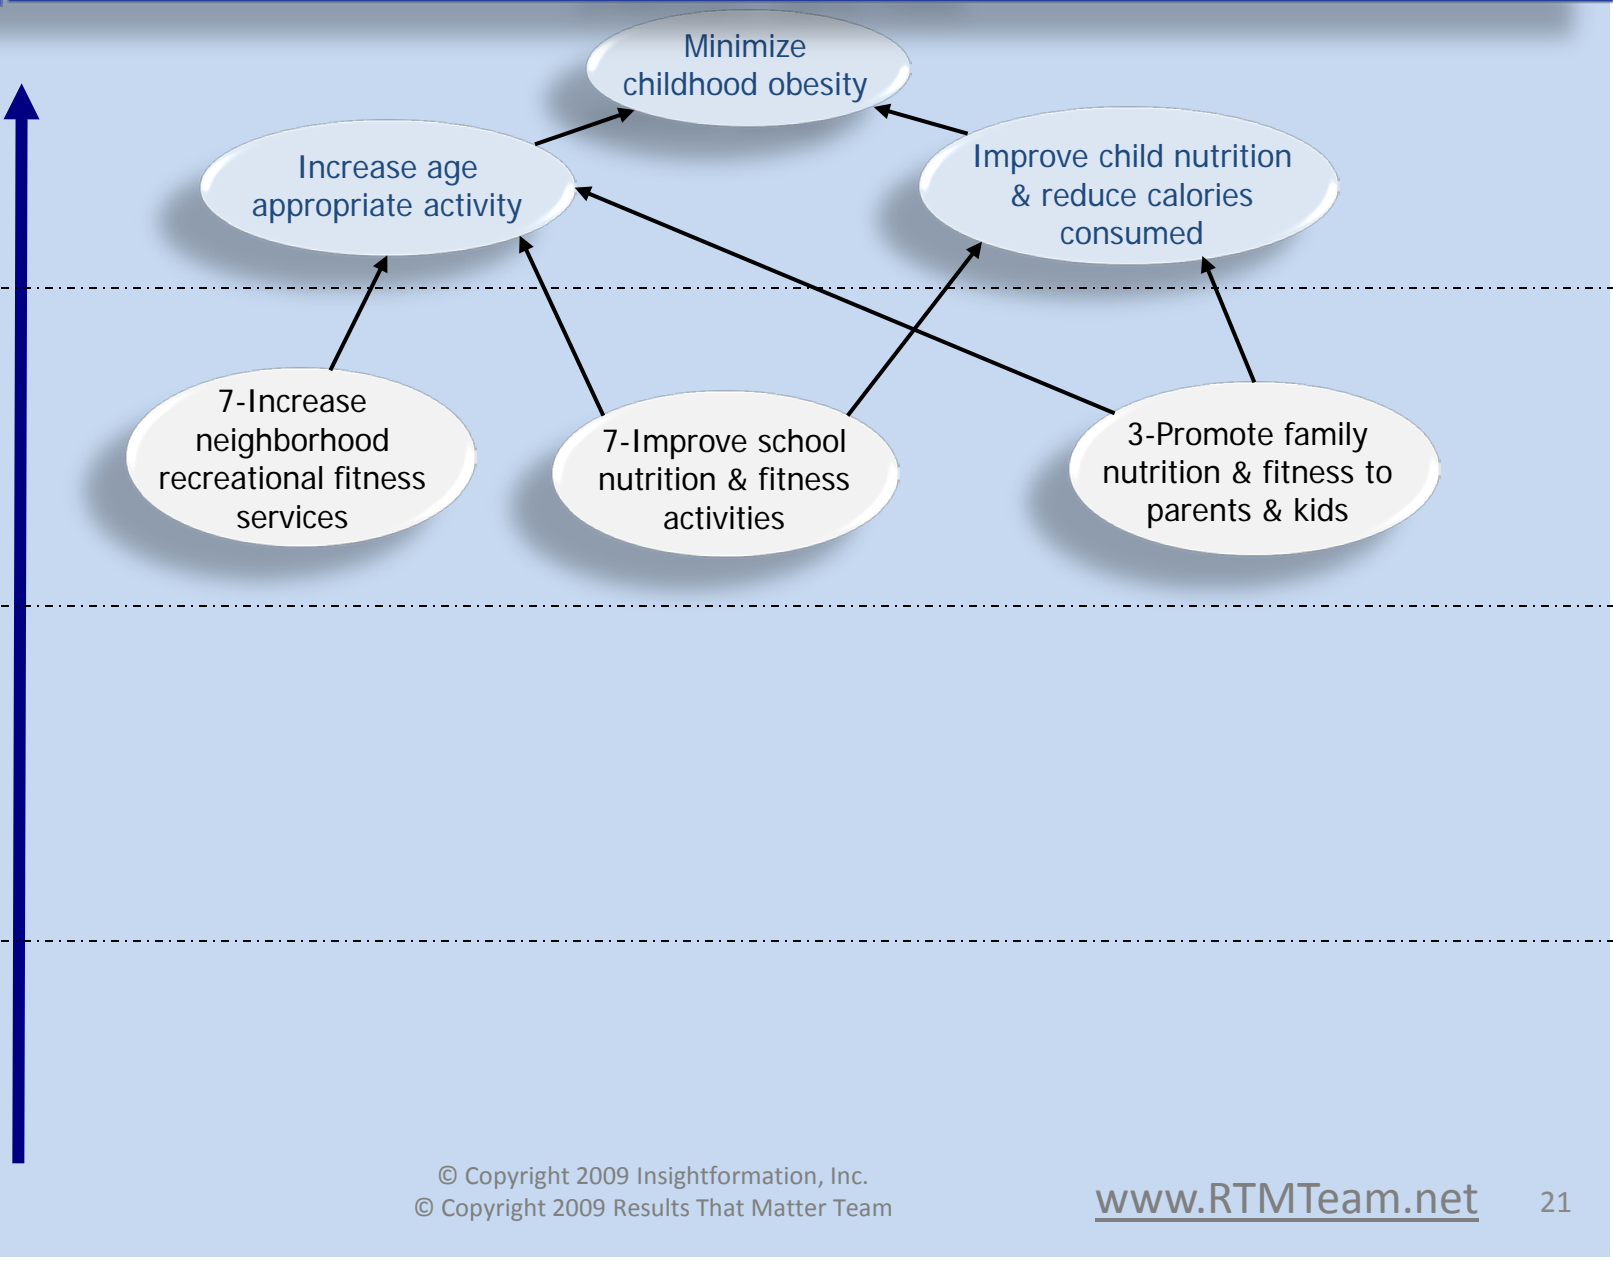 Minimize
childhood obesity
Increase age
appropriate activity
Improve child nutrition
& reduce calories
consumed
7-Increase
neighborhood
recreational fitness
services
7-Improve school
nutrition & fitness
activities
3-Promote family
nutrition & fitness to
parents & kids
© Copyright 2009 Insightformation, Inc.
© Copyright 2009 Results That Matter Team
www.RTMTeam.net
21